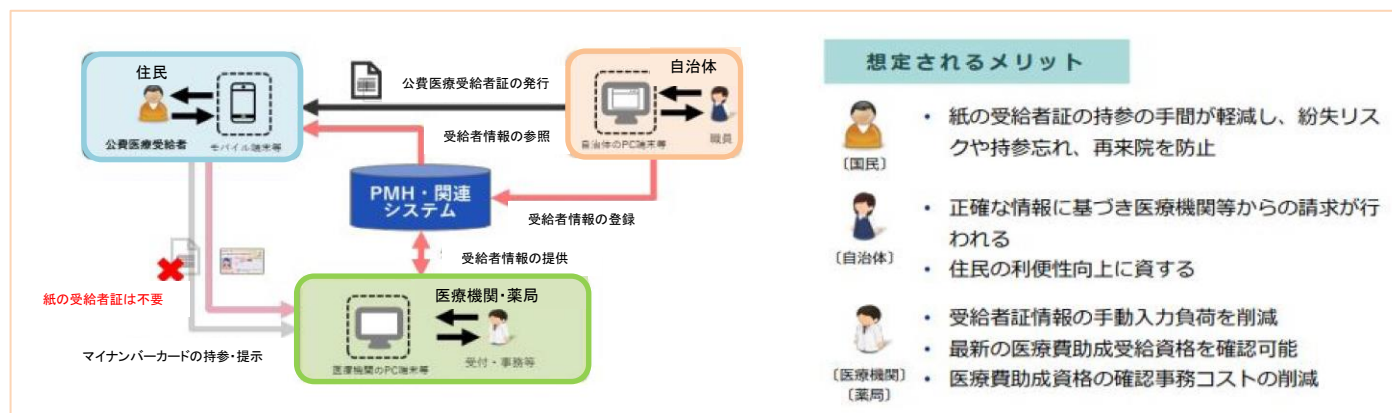 住民
公費医療受給者
モバイル端末等
公費医療受給者証の発行
受給者情報の参照
自治体
職員
自治体のPC端末等
PMH・関連
システム
受給者情報の登録
受給者情報の提供
紙の受給者証は不要
マイナンバーカードの持参・提示
医療機関・薬局
医療機関のPC端末等
受付・事務等
想定されるメリット
〔国民〕
• 紙の受給者証の持参の手間が軽減し、紛失リス
クや持参忘れ、再来院を防止
〔自治体〕
• 正確な情報に基づき医療機関等からの請求が行
われる
• 住民の利便性向上に資する
〔医療機関〕
〔薬局〕
• 受給者証情報の手動入力負荷を削減
• 最新の医療費助成受給資格を確認可能
• 医療費助成資格の確認事務コストの削減